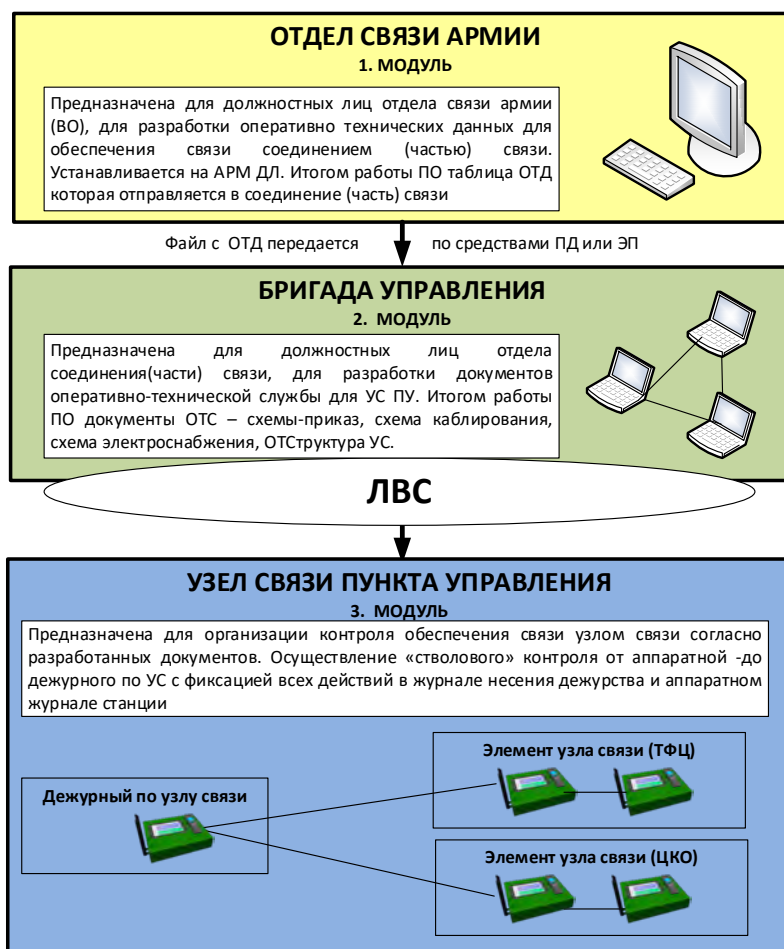 ОТДЕЛ СВЯЗИ АРМИИ
1. МОДУЛЬ
Предназначена для должностных лиц отдела связи армии
(ВО), для разработки оперативно технических данных для
обеспечения связи соединением (частью) связи.
Устанавливается на АРМ ДЛ. Итогом работы ПО таблица ОТД
которая отправляется в соединение (часть) связи
Файл с ОТД передается по средствами ПД или ЭП
БРИГАДА УПРАВЛЕНИЯ
2. МОДУЛЬ
Предназначена для должностных лиц отдела
соединения(части) связи, для разработки документов
оперативно-технической службы для УС ПУ. Итогом работы
ПО документы ОТС – схемы-приказ, схема каблирования,
схема электроснабжения, ОТСтруктура УС.
ЛВС
УЗЕЛ СВЯЗИ ПУНКТА УПРАВЛЕНИЯ
3. МОДУЛЬ
Предназначена для организации контроля обеспечения связи узлом связи согласно
разработанных документов. Осуществление «стволового» контроля от аппаратной -до
дежурного по УС с фиксацией всех действий в журнале несения дежурства и аппаратном
журнале станции
Элемент узла связи (ТФЦ)
Дежурный по узлу связи
Элемент узла связи (ЦКО)